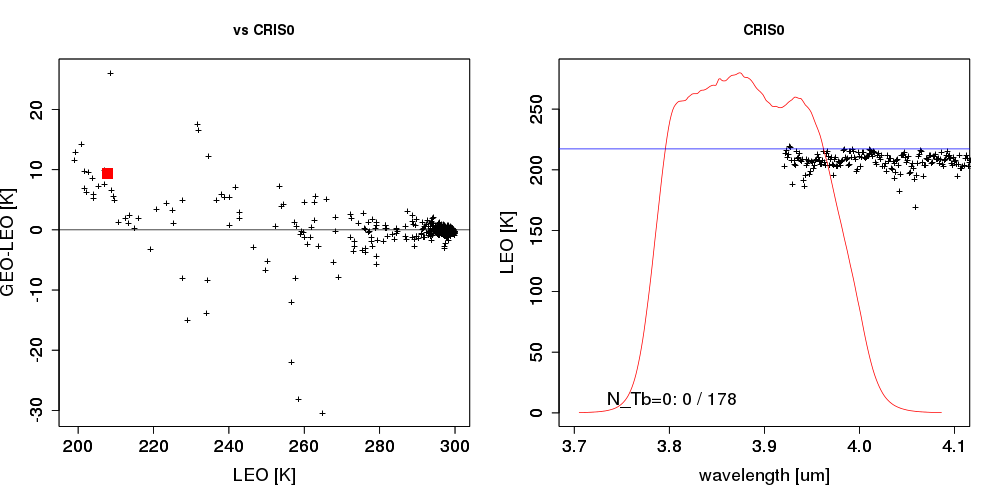 vs CRIS0
GEO-LEO [K]
20
10
0
-10
-20
-30
200 220 240 260 280 300
LEO [K]
CRIS0
LEO [K]
250
200
150
100
50
0
N_Tb=0: 0 / 178
3.7 3.8 3.9 4.0 4.1
wavelength [um]